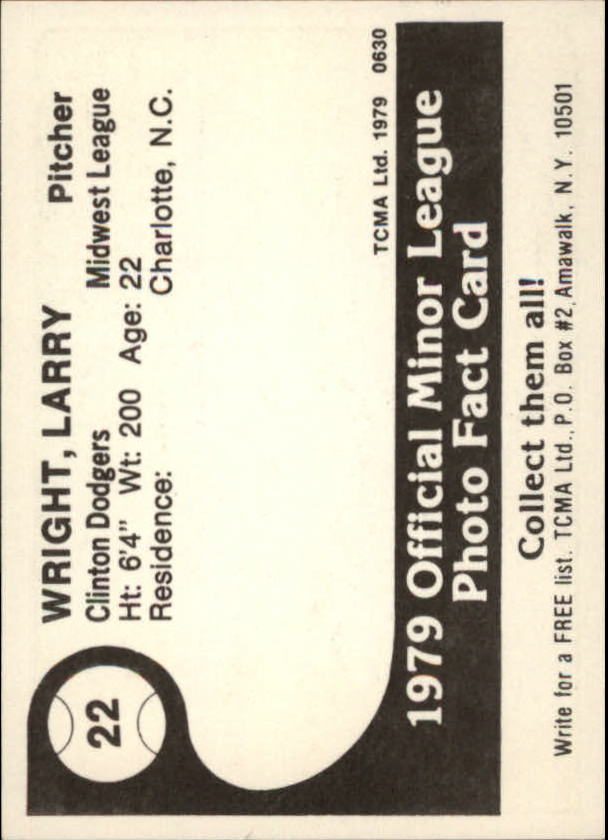 22
WRIGHT, LARRY Pitcher
Clinton Dodgers Midwest League
Ht: 6'4" Wt: 200 Age: 22
Residence: Charlotte, N.C.
TCMA Ltd. 1979 0630
1979 Official Minor League
Photo Fact Card
Collect them all!
Write for a FREE list. TCMA Ltd., P.O. Box #2, Amawalk, N.Y. 10501